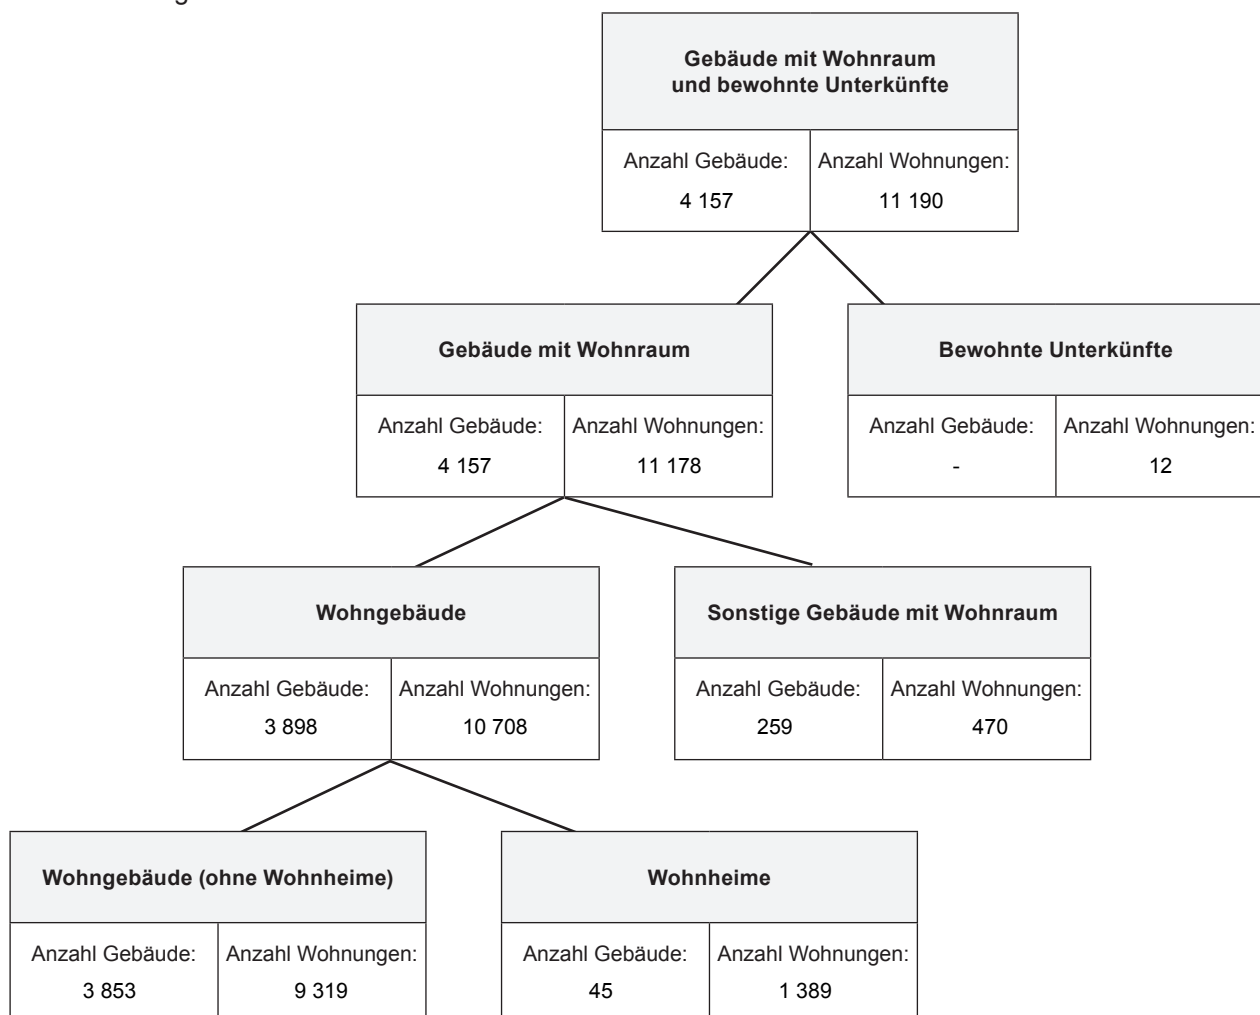 Gebäude mit Wohnraum
und bewohnte Unterkünfte
Anzahl Gebäude: Anzahl Wohnungen:
4 157 11 190
Gebäude mit Wohnraum
Anzahl Gebäude: Anzahl Wohnungen:
4 157 11 178
Bewohnte Unterkünfte
Anzahl Gebäude: Anzahl Wohnungen:
- 12
Wohngebäude
Anzahl Gebäude: Anzahl Wohnungen:
3 898 10 708
Sonstige Gebäude mit Wohnraum
Anzahl Gebäude: Anzahl Wohnungen:
259 470
Wohngebäude (ohne Wohnheime)
Anzahl Gebäude: Anzahl Wohnungen:
3 853 9 319
Wohnheime
Anzahl Gebäude: Anzahl Wohnungen:
45 1 389